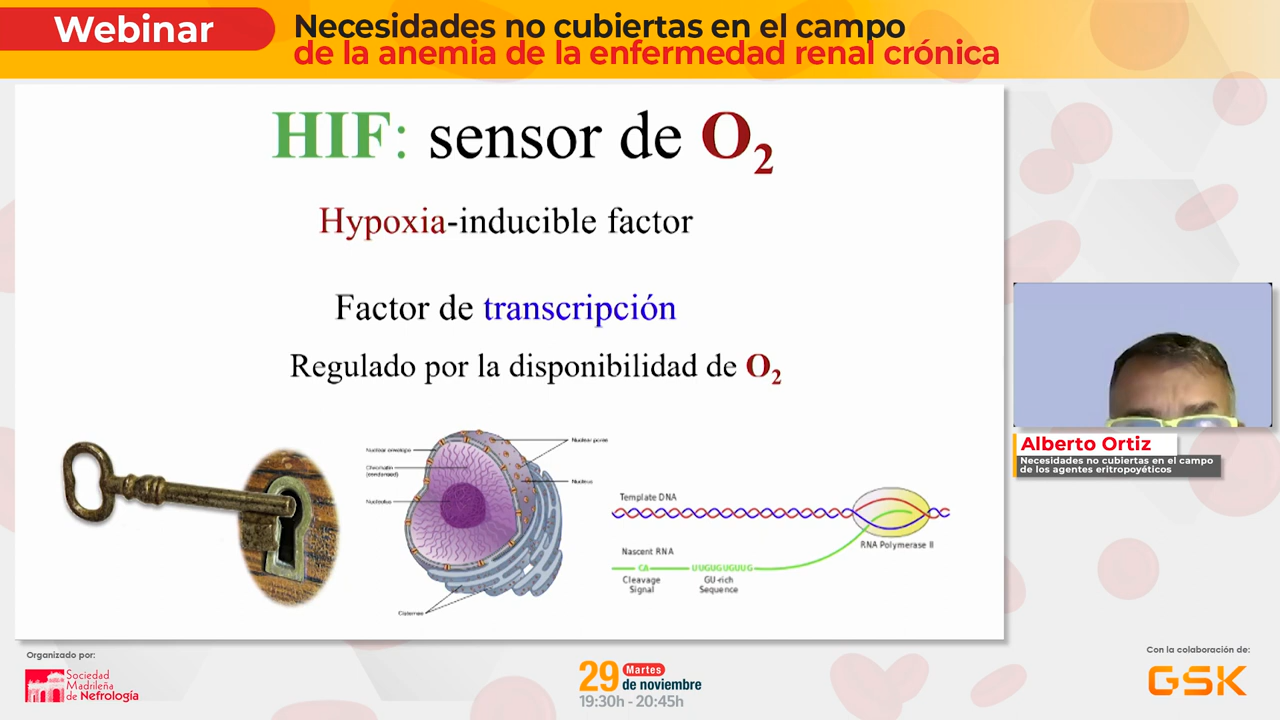 Webinar
Necesidades no cubiertas en el campo
de la anemia de la enfermedad renal crónica
HIF: sensor de O2
Hypoxia-inducible factor
Factor de transcripción
Regulado por la disponibilidad de O2
Nuclear pores
Nuclear envelope
Chromatin
(condensed)
Nucleus
Nucleolus
Cisternae
Template DNA
RNA Polymerase II
Nascent RNA
CA
UUGUGUGUUG
Cleavage
Signal
GU-rich
Sequence
Alberto Ortiz
Necesidades no cubiertas en el campo
de los agentes eritropoyéticos
Organizado por:
Sociedad
Madrileña
de Nefrología
29 Martes
de noviembre
19:30h - 20:45h
Con la colaboración de:
GSK